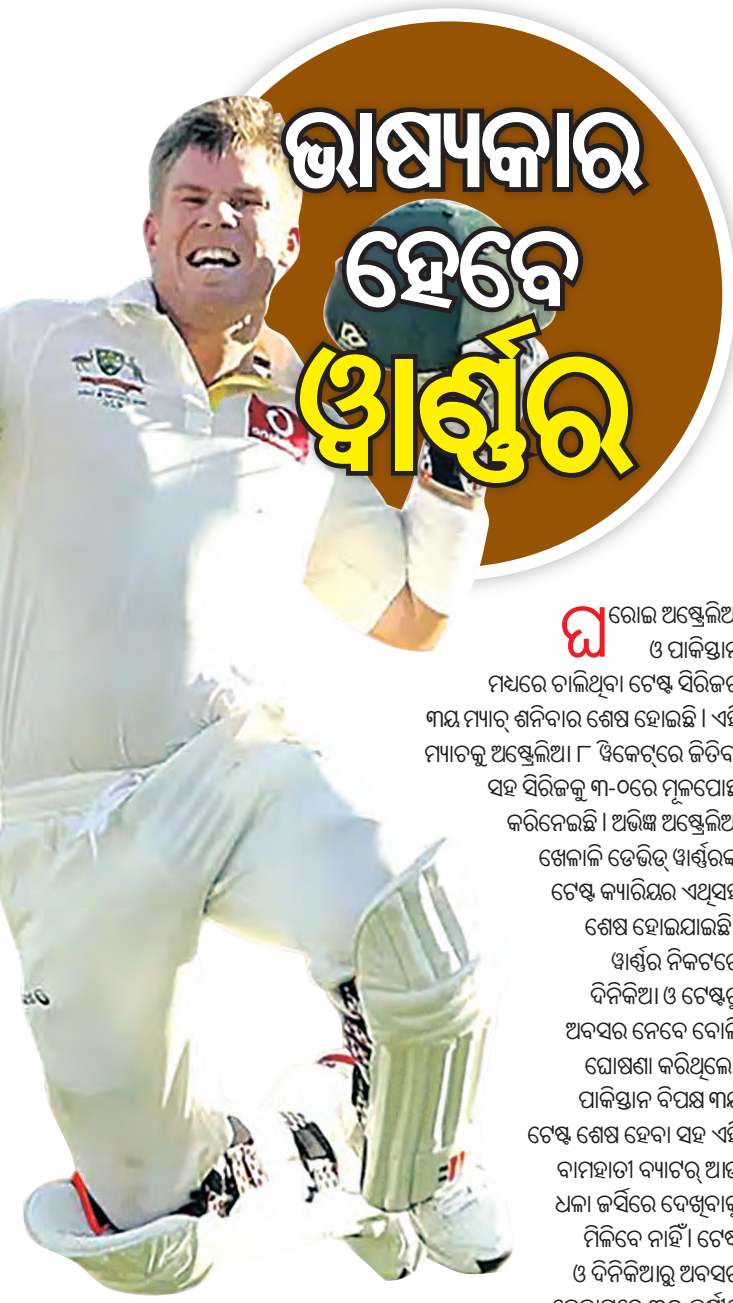 ଭାଷ୍ୟକାର
ହେବେ
ୱାର୍ଣ୍ଣର
ଘରୋଇ ଅଷ୍ଟ୍ରେଲିଆ
ଓ ପାକିସ୍ତାନ
ମଧ୍ୟରେ ଚାଲିଥିବା ଟେଷ୍ଟ ସିରିଜର
୩ୟ ମ୍ୟାଚ୍ ଶନିବାର ଶେଷ ହୋଇଛି । ଏହି
ମ୍ୟାଚକୁ ଅଷ୍ଟ୍ରେଲିଆ ୮ ୱିକେଟ୍‌ରେ ଜିତିବା
ସହ ସିରିଜକୁ ୩-୦ରେ ମୂଳପୋଛ
କରିନେଇଛି । ଅଭିଜ୍ଞ ଅଷ୍ଟ୍ରେଲିଆ
ଖେଳାଳି ଡେଭିଡ୍ ୱାର୍ଣ୍ଣରଙ୍କ
ଟେଷ୍ଟ କ୍ୟାରିୟର ଏଥିସହ
ଶେଷ ହୋଇଯାଇଛି
ୱାର୍ଣ୍ଣର ନିକଟରେ
ଦିନିକିଆ ଓ ଟେଷ୍ଟରୁ
ଅବସର ନେବେ ବୋଲି
ଘୋଷଣା କରିଥିଲେ
ପାକିସ୍ତାନ ବିପକ୍ଷ ୩ୟ
ଟେଷ୍ଟ ଶେଷ ହେବା ସହ ଏହି
ବାମହାତୀ ବ୍ୟାଟର୍ ଆଉ
ଧଳା ଜର୍ସିରେ ଦେଖିବାକୁ
ମିଳିବେ ନାହିଁ । ଟେଷ୍ଟ
ଓ ଦିନିକିଆରୁ ଅବସର